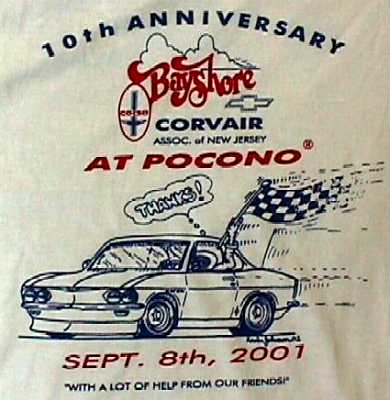 10th ANNIVERSARY
Bayshore
CORVAIR
ASSOC. of NEW JERSEY
AT POCONO®
THANKS!
SEPT. 8th, 2001
"WITH A LOT OF HELP FROM OUR FRIENDS!"